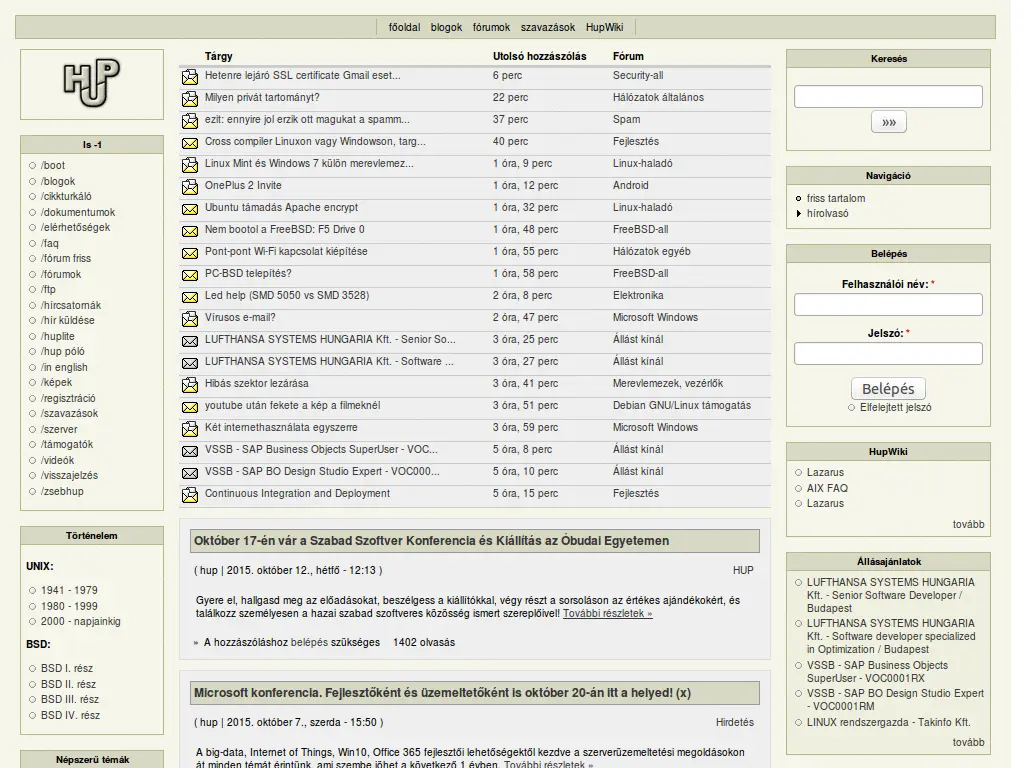 főoldal blogok fórumok szavazások HupWiki
HUP
ls -1
/boot
/blogok
/cikkturkáló
/dokumentumok
/elérhetőségek
/faq
/fórum friss
/fórumok
/ftp
/hírcsatornák
/hír küldése
/huplite
/hup póló
/in english
/képek
/regisztráció
/szavazások
/szerver
/támogatók
/videók
/visszajelzés
/zsebhup
Történelem
UNIX:
1941 - 1979
1980 - 1999
2000 - napjainkig
BSD:
BSD I. rész
BSD II. rész
BSD III. rész
BSD IV. rész
Népszerű témák
Tárgy Utolsó hozzászólás Fórum
Hetenre lejáró SSL certificate Gmail eset... 6 perc Security-all
Milyen privát tartományt? 22 perc Hálózatok általános
ezit: ennyire jol erzik ott magukat a spamm... 37 perc Spam
Cross compiler Linuxon vagy Windowson, targ... 40 perc Fejlesztés
Linux Mint és Windows 7 külön merevlemez... 1 óra, 9 perc Linux-haladó
OnePlus 2 Invite 1 óra, 12 perc Android
Ubuntu támadás Apache encrypt 1 óra, 32 perc Linux-haladó
Nem bootol a FreeBSD: F5 Drive 0 1 óra, 48 perc FreeBSD-all
Pont-pont Wi-Fi kapcsolat kiépítése 1 óra, 55 perc Hálózatok egyéb
PC-BSD telepítés? 1 óra, 58 perc FreeBSD-all
Led help (SMD 5050 vs SMD 3528) 2 óra, 8 perc Elektronika
Vírusos e-mail? 2 óra, 47 perc Microsoft Windows
LUFTHANSA SYSTEMS HUNGARIA Kft. - Senior So... 3 óra, 25 perc Állást kínál
LUFTHANSA SYSTEMS HUNGARIA Kft. - Software ... 3 óra, 27 perc Állást kínál
Hibás szektor lezárása 3 óra, 41 perc Merevlemezek, vezérlők
youtube után fekete a kép a filmeknél 3 óra, 51 perc Debian GNU/Linux támogatás
Két internethasználata egyszerre 3 óra, 59 perc Microsoft Windows
VSSB - SAP Business Objects SuperUser - VOC... 5 óra, 8 perc Állást kínál
VSSB - SAP BO Design Studio Expert - VOC000... 5 óra, 10 perc Állást kínál
Continuous Integration and Deployment 5 óra, 15 perc Fejlesztés
Október 17-én vár a Szabad Szoftver Konferencia és Kiállítás az Óbudai Egyetemen
( hup | 2015. október 12., hétfő - 12:13 ) HUP
Gyere el, hallgasd meg az előadásokat, beszélgess a kiállítókkal, végy részt a sorsoláson az értékes ajándékokért, és
találkozz személyesen a hazai szabad szoftveres közösség ismert szereplőivel! További részletek »
» A hozzászóláshoz belépés szükséges 1402 olvasás
Microsoft konferencia. Fejlesztőként és üzemeltetőként is október 20-án itt a helyed! (x)
( hup | 2015. október 7., szerda - 15:50 ) Hirdetés
A big-data, Internet of Things, Win10, Office 365 fejlesztői lehetőségektől kezdve a szerverüzemeltetési megoldásokon
át minden témát érintünk, ami szembe jöhet a következő 1 évben. További részletek »
Keresés
»»
Navigáció
friss tartalom
hírolvasó
Belépés
Felhasználói név: *
Jelszó: *
Belépés
Elfelejtett jelszó
HupWiki
Lazarus
AIX FAQ
Lazarus
tovább
Állásajánlatok
LUFTHANSA SYSTEMS HUNGARIA
Kft. - Senior Software Developer /
Budapest
LUFTHANSA SYSTEMS HUNGARIA
Kft. - Software developer specialized
in Optimization / Budapest
VSSB - SAP Business Objects
SuperUser - VOC0001RX
VSSB - SAP BO Design Studio Expert
- VOC0001RM
LINUX rendszergazda - Takinfo Kft.
tovább